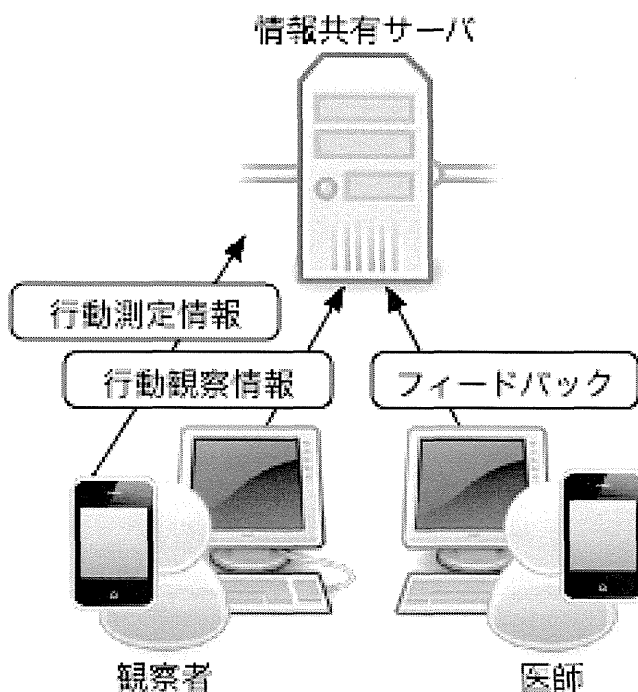 情報共有サーバ
行動測定情報
行動観察情報
フィードバック
観察者
医師